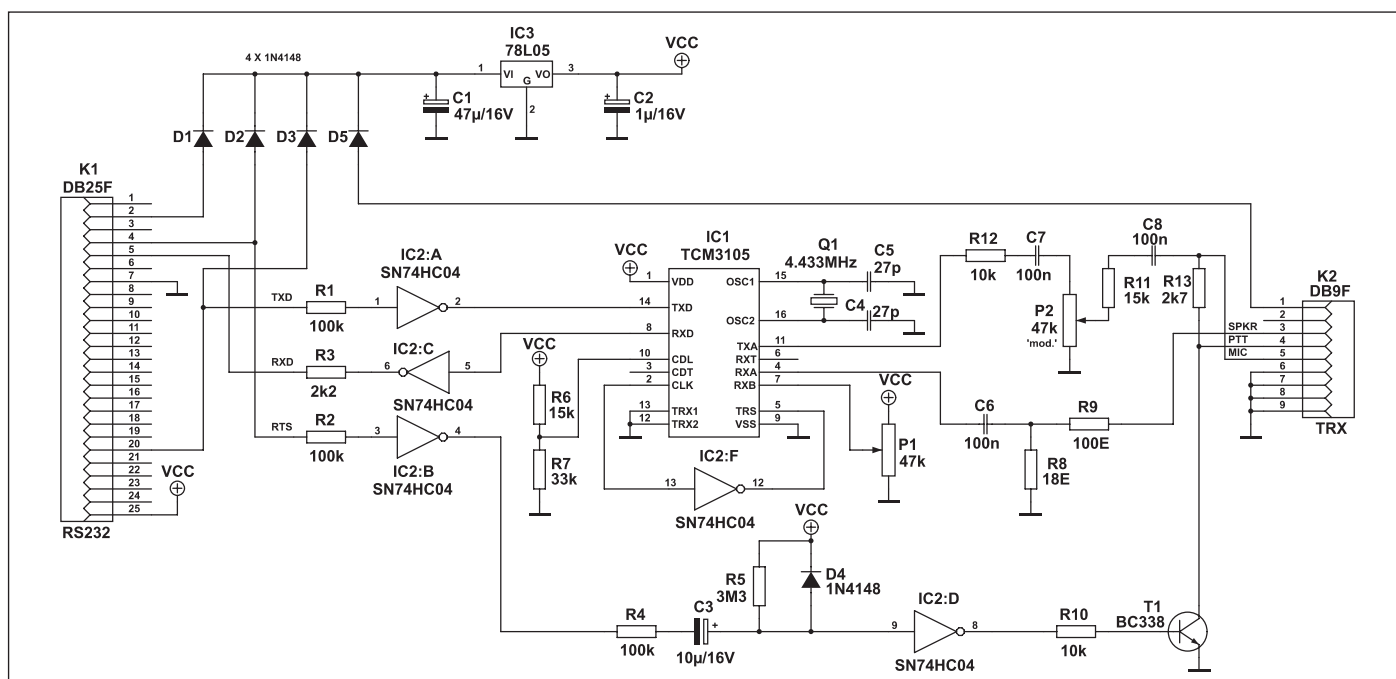 IC3
78L05
VCC
4 X 1N4148
1
VI
VO
3
G
2
C1
47µ/16V
C2
1µ/16V
+
+
D1
D2
D3
D5
K1
DB25F
1
2
3
4
5
6
7
8
9
10
11
12
13
14
15
16
17
18
19
20
21
22
23
24
25
RS232
VCC
TXD
R1
100k
1
IC2:A
SN74HC04
2
RXD
R3
2k2
6
IC2:C
5
SN74HC04
RTS
R2
100k
3
4
IC2:B
SN74HC04
VCC
R6
15k
R7
33k
VCC
IC1
TCM3105
1
VDD
14
TXD
8
RXD
10
CDL
3
CDT
2
CLK
13
TRX1
12
TRX2
OSC1
15
OSC2
16
TXA
11
RXT
6
RXA
4
RXB
7
TRS
5
VSS
9
13
IC2:F
12
SN74HC04
Q1
4.433MHz
C5
27p
C4
27p
R12
10k
C7
100n
P2
47k
'mod.'
R11
15k
C8
100n
R13
2k7
K2
DB9F
SPKR
PTT
MIC
1
2
3
4
5
6
7
8
9
TRX
VCC
P1
47k
C6
100n
R9
100E
R8
18E
VCC
R5
3M3
D4
1N4148
R4
100k
C3
+
10µ/16V
9
IC2:D
8
SN74HC04
R10
10k
T1
BC338